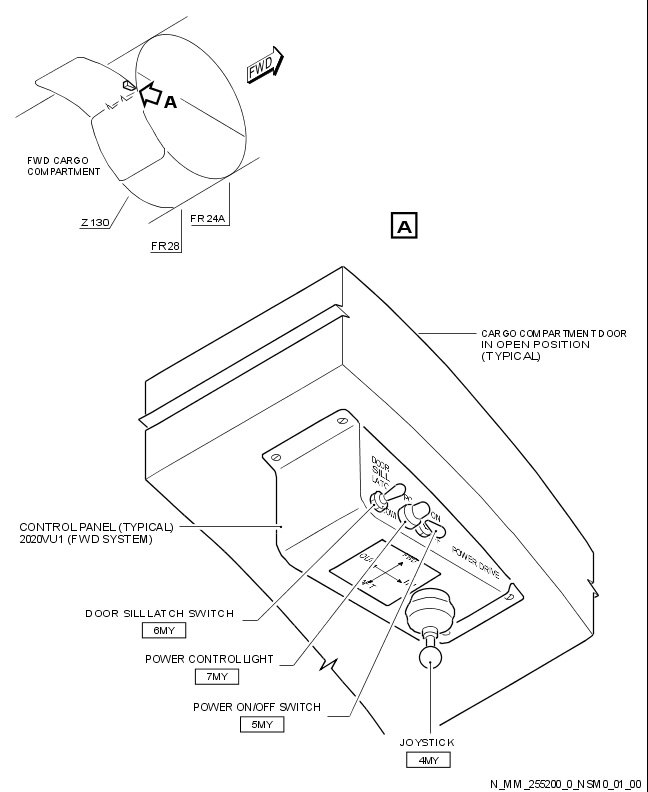 FWD
A
FWD CARGO
COMPARTMENT
Z130
FR24A
FR28
A
CARGO COMPARTMENT DOOR
IN OPEN POSITION
(TYPICAL)
DOOR
SILL
ON
POWER DRIVE
FWD
AFT
CONTROL PANEL (TYPICAL)
2020VU1 (FWD SYSTEM)
DOOR SILL LATCH SWITCH
6MY
POWER CONTROL LIGHT
7MY
POWER ON/OFF SWITCH
5MY
JOYSTICK
4MY
N_MM_255200_0_NSM0_01_00